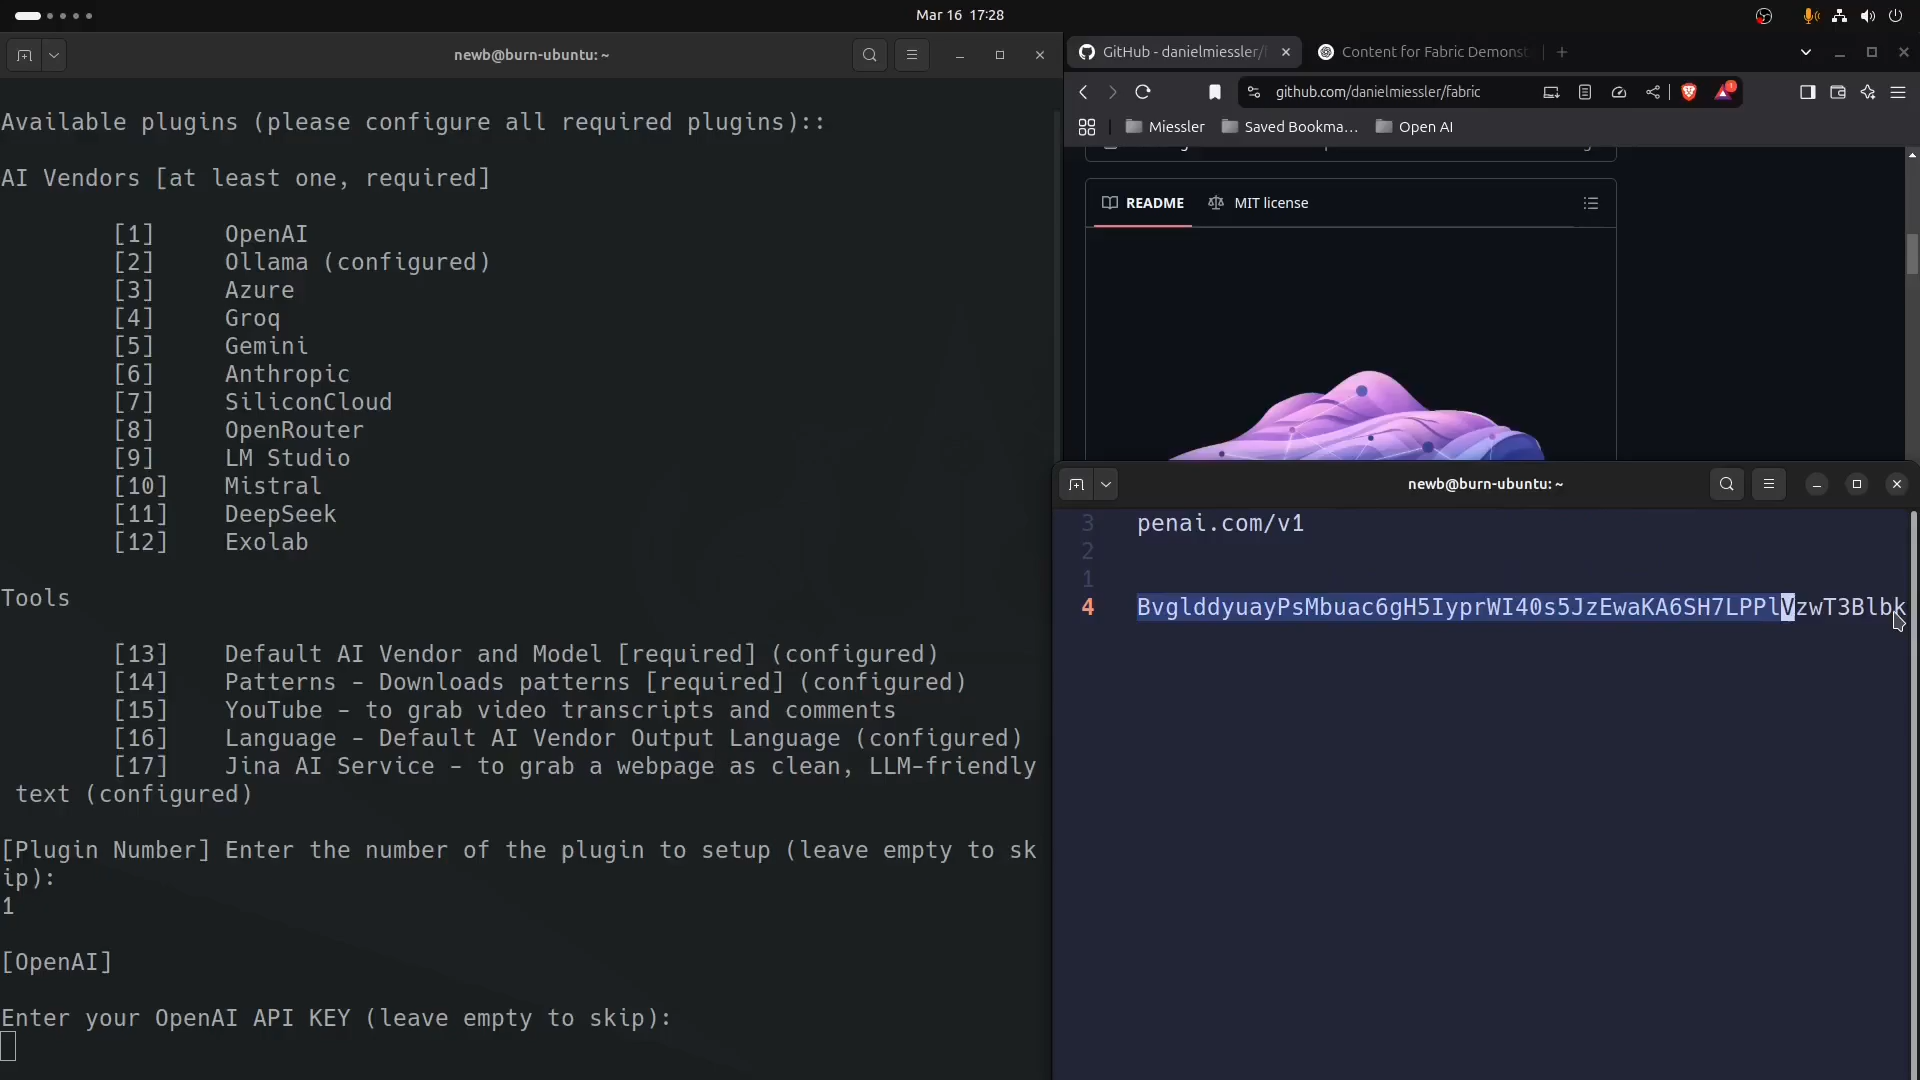 Mar 16 17:28
newb@burn-ubuntu: ~
Available plugins (please configure all required plugins)::
AI Vendors [at least one, required]
[1] OpenAI
[2] Ollama (configured)
[3] Azure
[4] Groq
[5] Gemini
[6] Anthropic
[7] SiliconCloud
[8] OpenRouter
[9] LM Studio
[10] Mistral
[11] DeepSeek
[12] Exolab
Tools
[13] Default AI Vendor and Model [required] (configured)
[14] Patterns - Downloads patterns [required] (configured)
[15] YouTube - to grab video transcripts and comments
[16] Language - Default AI Vendor Output Language (configured)
[17] Jina AI Service - to grab a webpage as clean, LLM-friendly
text (configured)
[Plugin Number] Enter the number of the plugin to setup (leave empty to sk
ip):
1
[OpenAI]
Enter your OpenAI API KEY (leave empty to skip):
GitHub - danielmiessler/
Content for Fabric Demonst
github.com/danielmiessler/fabric
1
Miessler
Saved Bookma…
Open AI
README
MIT license
newb@burn-ubuntu: ~
3 penai.com/v1
2
1
4 BvglddyuayPsMbuac6gH5IyprWI40s5JzEwaKA6SH7LPPlVzwT3Blbk